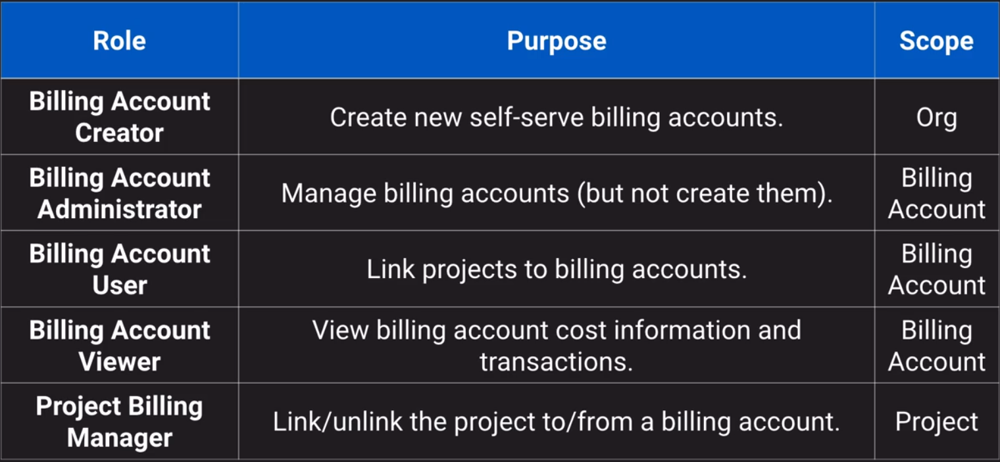 Role Purpose Scope
Billing Account
Creator
Create new self-serve billing accounts.
Org
Billing Account
Administrator
Manage billing accounts (but not create them).
Billing
Account
Billing Account
User
Link projects to billing accounts.
Billing
Account
Billing Account
Viewer
View billing account cost information and
transactions.
Billing
Account
Project Billing
Manager
Link/unlink the project to/from a billing account.
Project